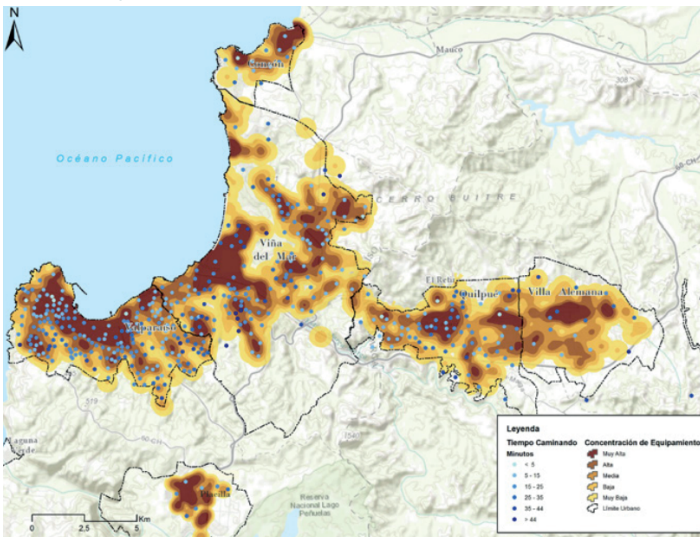 N
Mauco
Concón
Océano Pacífico
60-CH
CERRO BUITRE
Viña
del Mar
El Retiro
Quilpué
Villa Alemana
Valparaíso
Placilla
Reserva
Nacional Lago
Peñuelas
0 2.5 5 Km
Leyenda
Tiempo Caminando
Minutos
< 5
5 - 15
15 - 25
25 - 35
35 - 44
> 44
Concentración de Equipamiento
Muy Alta
Alta
Media
Baja
Muy Baja
Límite Urbano